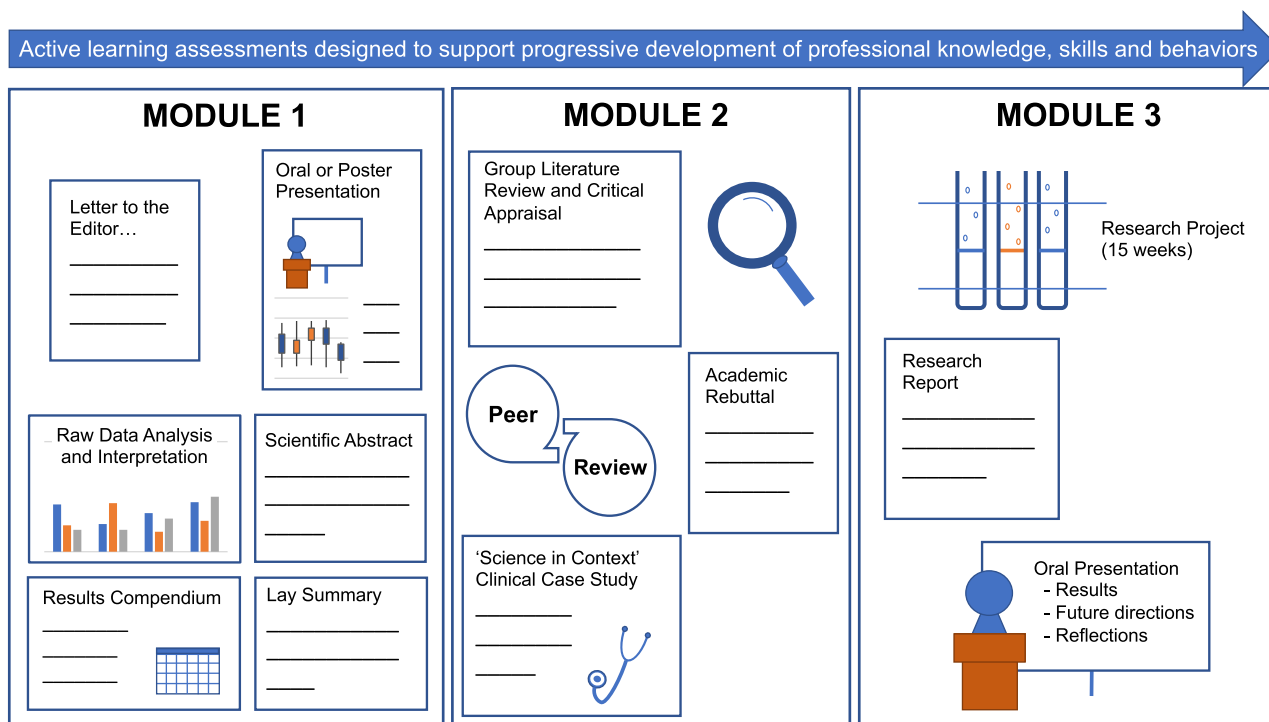 Active learning assessments designed to support progressive development of professional knowledge, skills and behaviors
MODULE 1
Letter to the
Editor…
Oral or Poster
Presentation
Raw Data Analysis
and Interpretation
Scientific Abstract
Results Compendium
Lay Summary
MODULE 2
Group Literature
Review and Critical
Appraisal
Peer
Review
Academic
Rebuttal
‘Science in Context’
Clinical Case Study
MODULE 3
Research Project
(15 weeks)
Research
Report
Oral Presentation
- Results
- Future directions
- Reflections